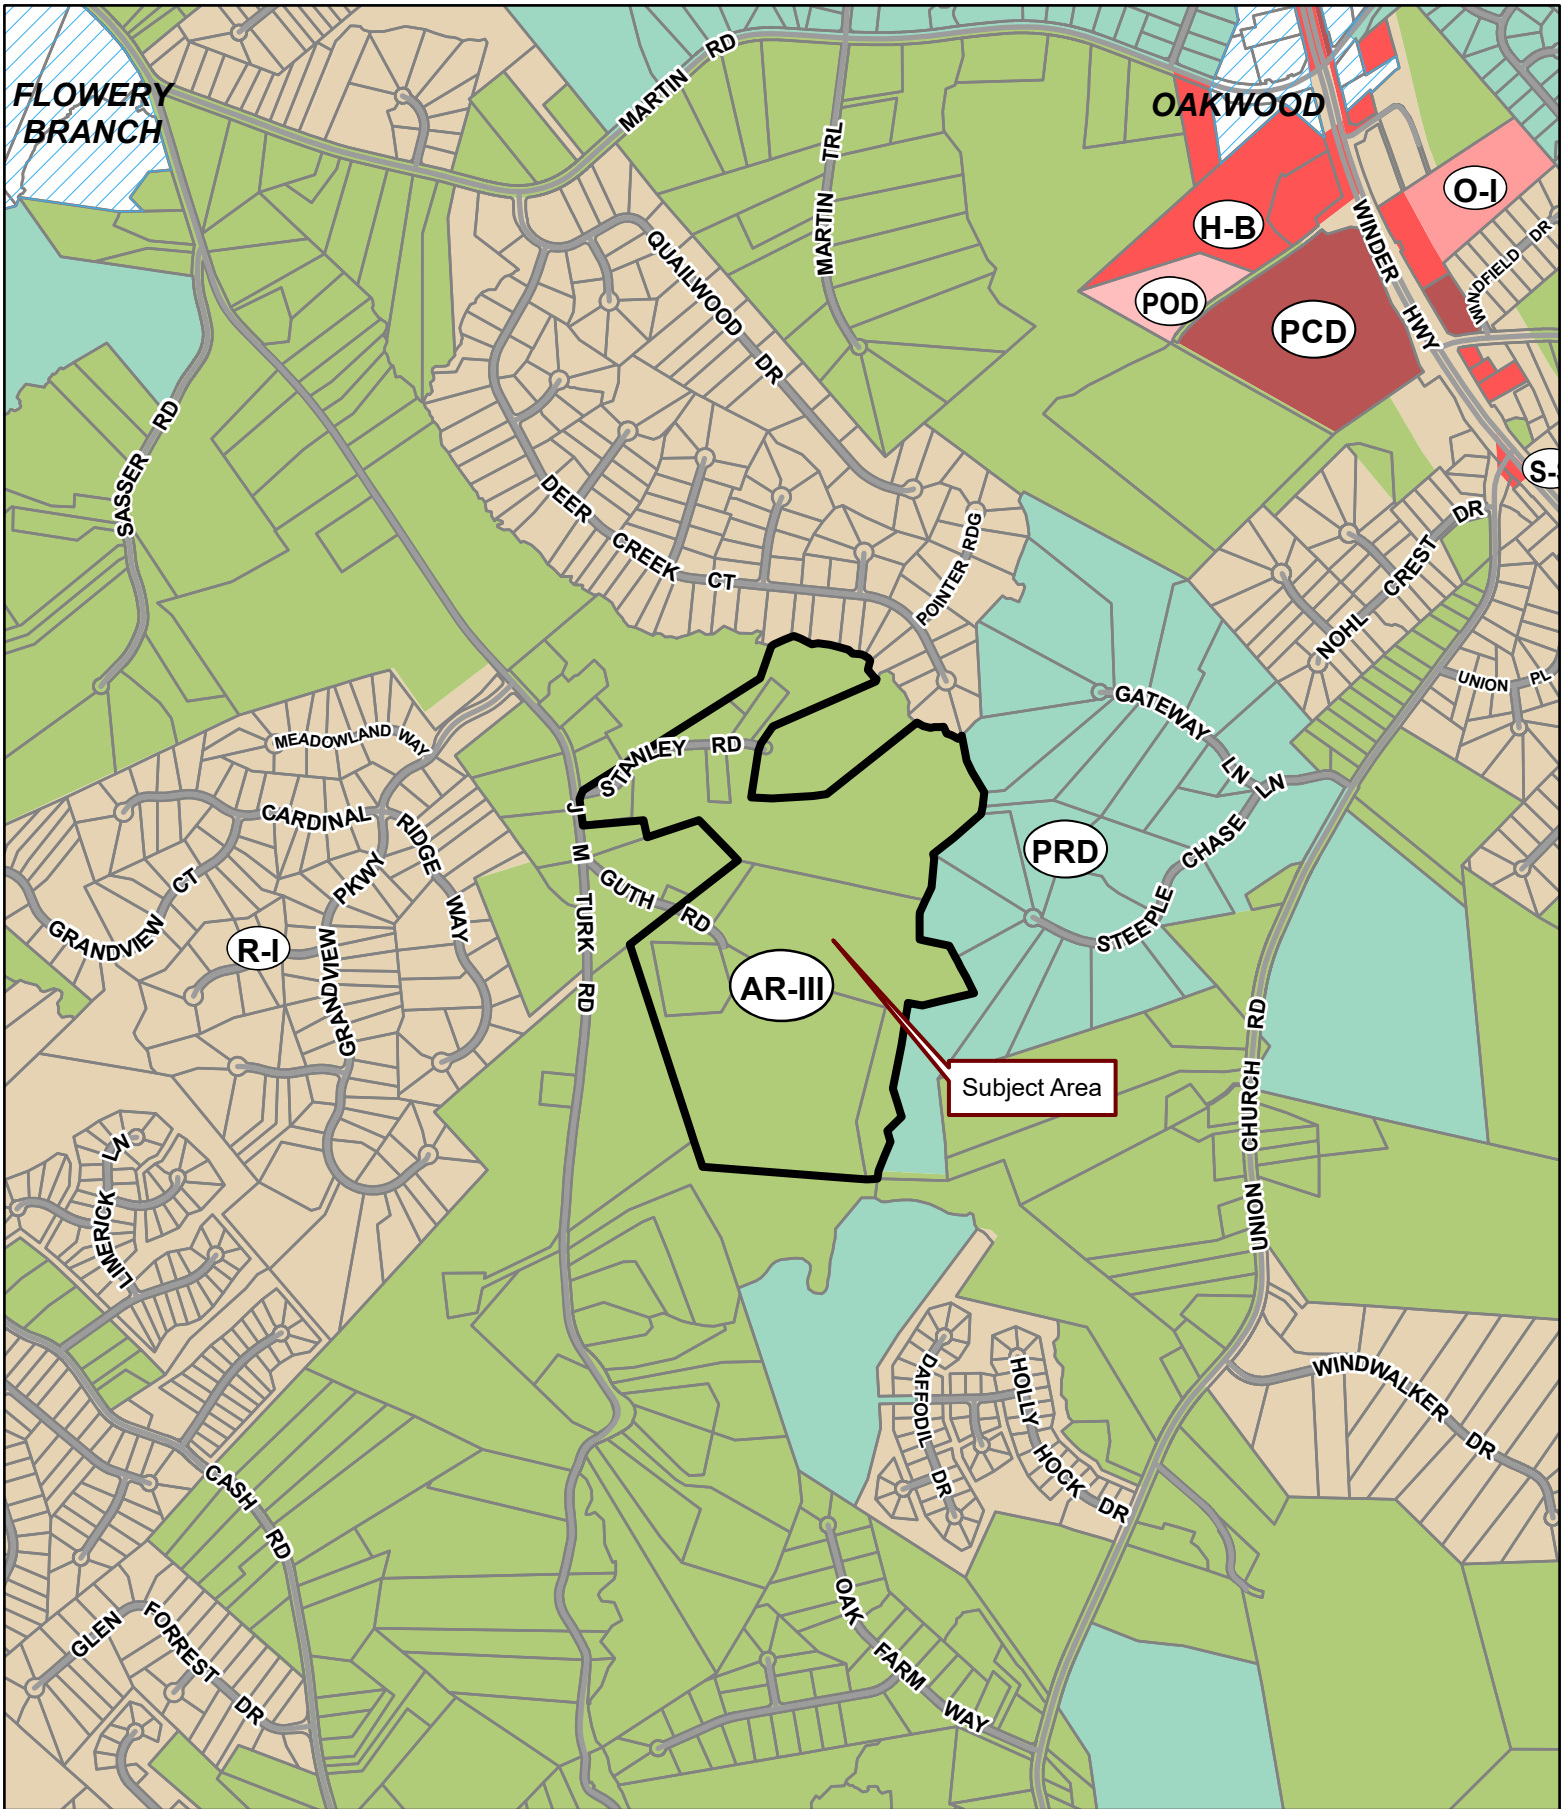 FLOWERY
BRANCH
MARTIN RD
OAKWOOD
MARTIN TRL
O-I
H-B
WINDER HWY
WINDFIELD DR
POD
PCD
QUAILWOOD DR
SASSER RD
S-
DEER CREEK CT
POINTER RDG
NOHL CREST DR
UNION PL
GATEWAY LN
MEADOWLAND WAY
STANLEY RD
STEEPLE CHASE LN
CARDINAL RIDGE WAY
J M TURK RD
PRD
GUTH RD
GRANDVIEW CT
GRANDVIEW PKWY
R-I
AR-III
Subject Area
UNION CHURCH RD
LIMERICK LN
DAFFODIL DR
HOLLY HOCK DR
WINDWALKER DR
CASH RD
OAK FARM WAY
GLEN FORREST DR